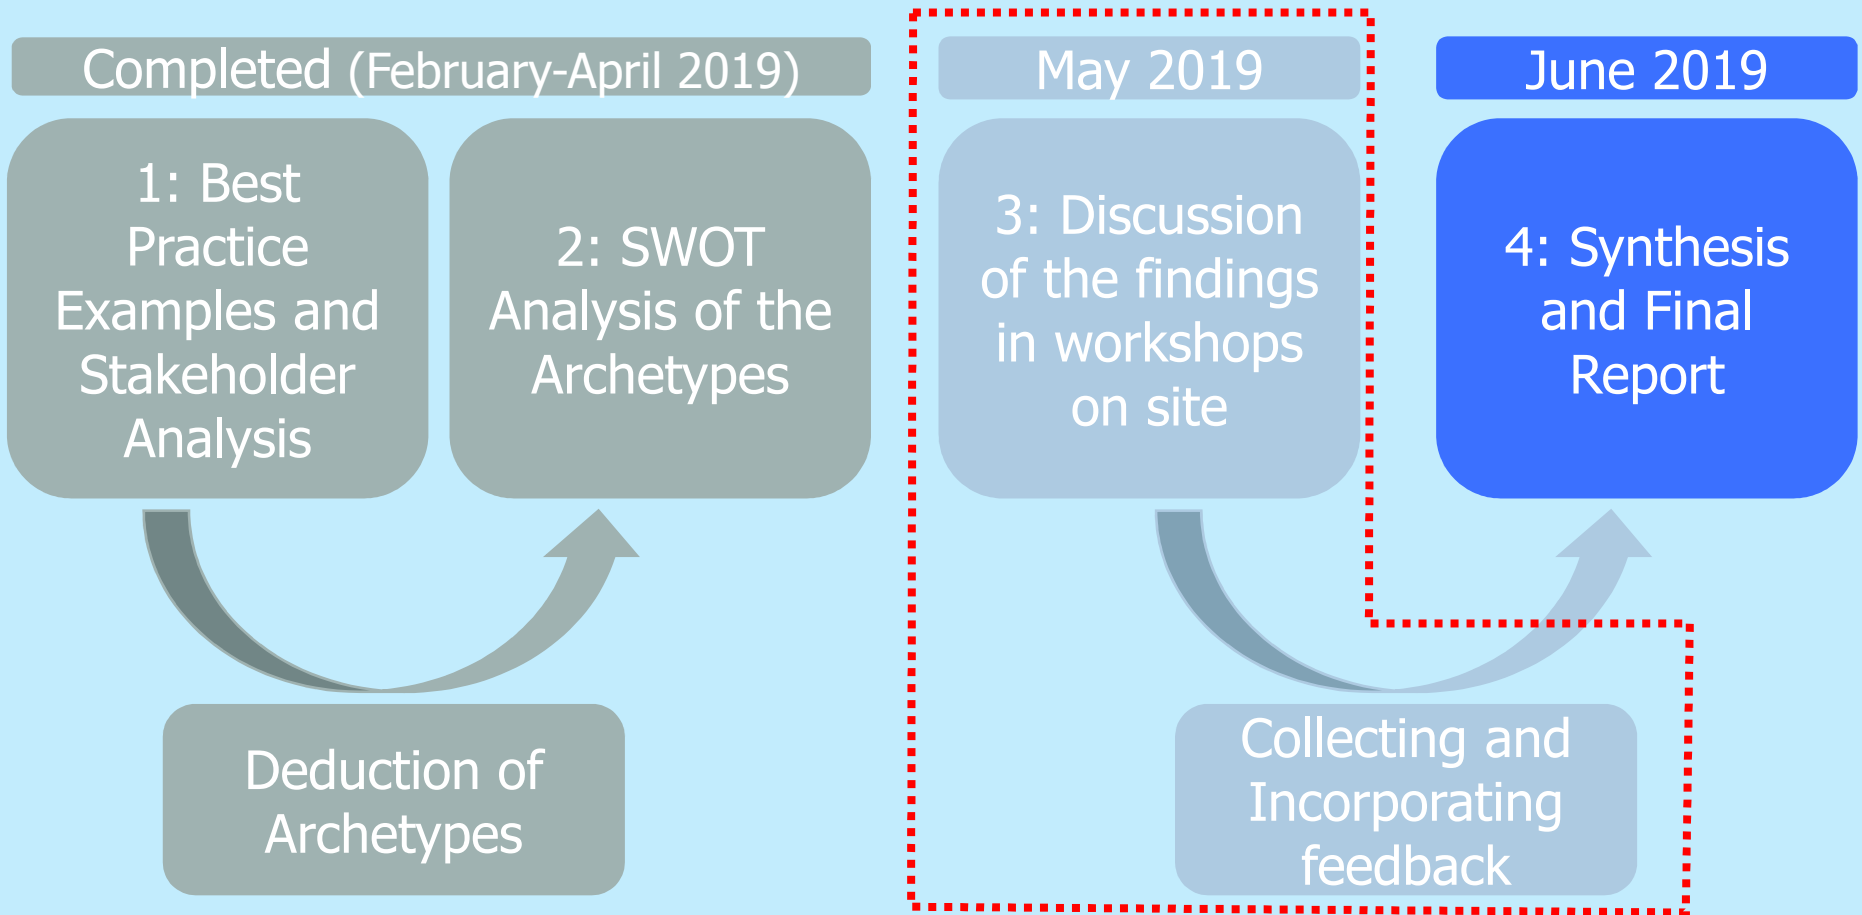 Completed (February-April 2019)
May 2019
June 2019
1: Best
Practice
Examples and
Stakeholder
Analysis
2: SWOT
Analysis of the
Archetypes
3: Discussion
of the findings
in workshops
on site
4: Synthesis
and Final
Report
Deduction of
Archetypes
Collecting and
Incorporating
feedback